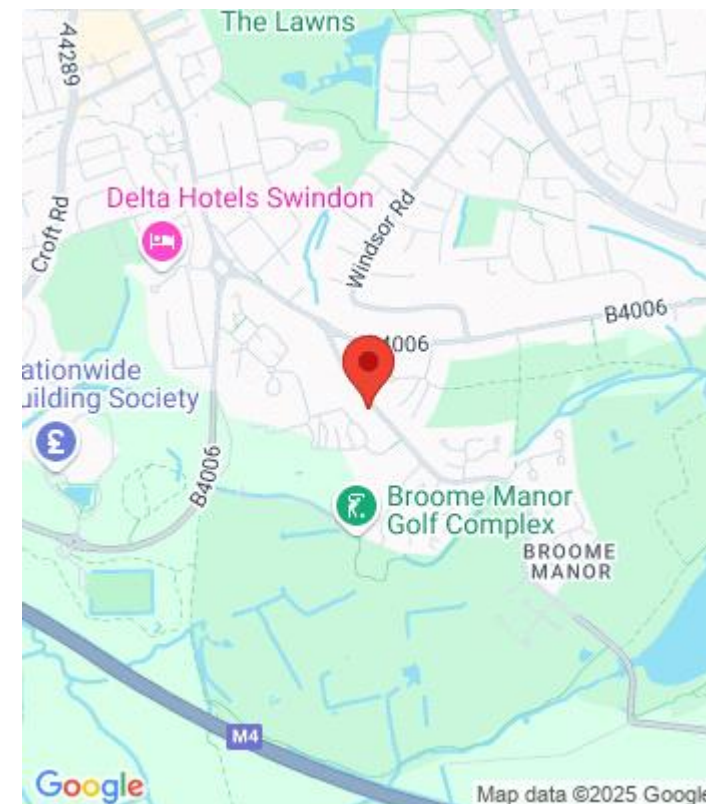 The Lawns
A4289
Delta Hotels Swindon
Croft Rd
Windsor Rd
B4006
4006
ationwide
uilding Society
£
B4006
Broome Manor
Golf Complex
BROOME
MANOR
M4
Google
Map data ©2025 Google